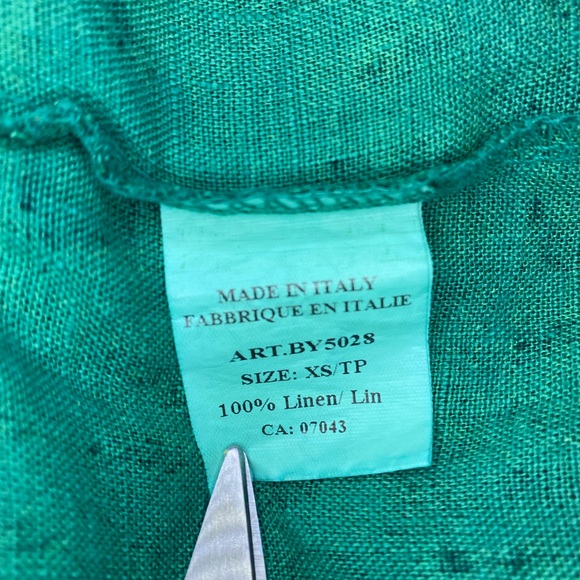 MADE IN ITALY
FABBRIQUE EN ITALIE
ART.BY5028
SIZE: XS/TP
100% Linen/ Lin
CA: 07043